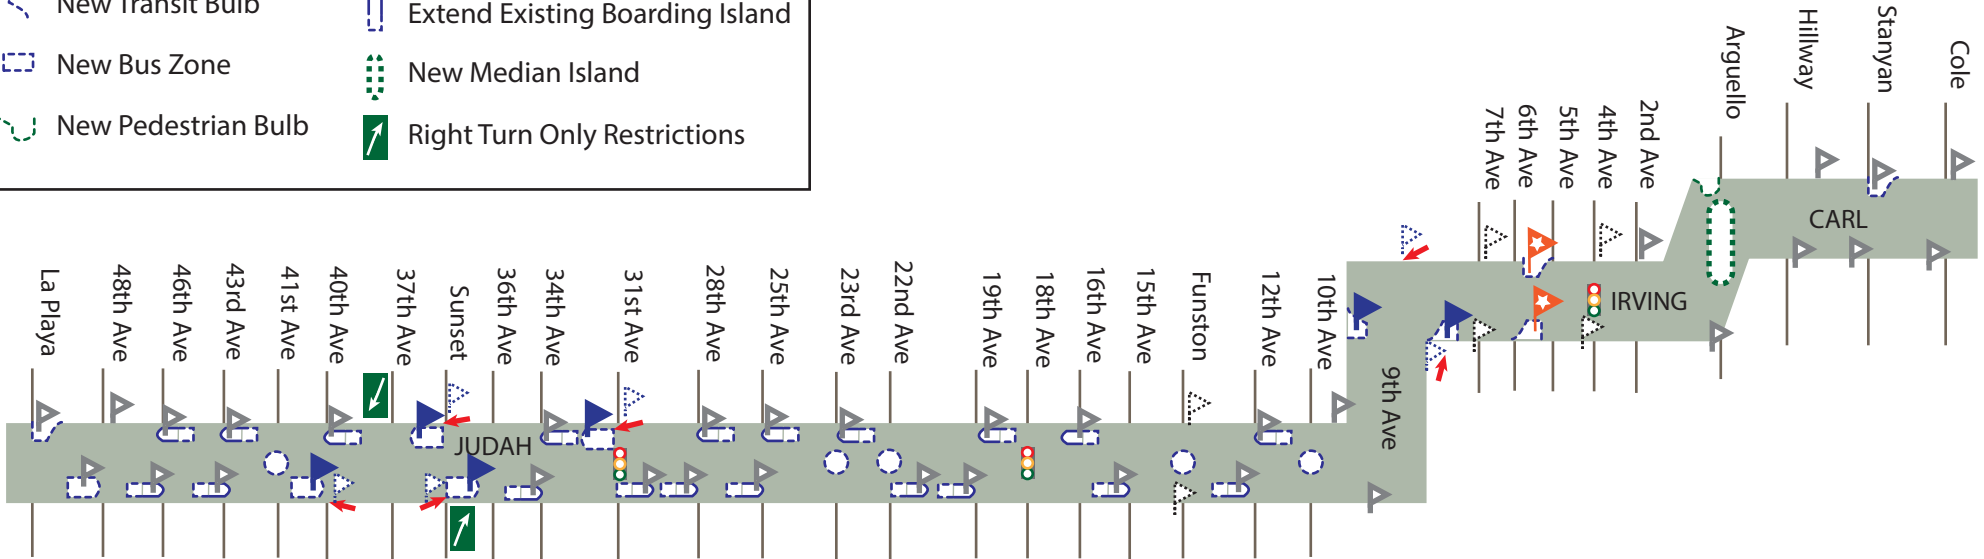 New Transit Bulb
Extend Existing Boarding Island
New Bus Zone
New Median Island
New Pedestrian Bulb
Right Turn Only Restrictions
La Playa
48th Ave
46th Ave
43rd Ave
41st Ave
40th Ave
37th Ave
Sunset
36th Ave
34th Ave
31st Ave
28th Ave
25th Ave
23rd Ave
22nd Ave
19th Ave
18th Ave
16th Ave
15th Ave
Funston
12th Ave
10th Ave
9th Ave
7th Ave
6th Ave
5th Ave
4th Ave
2nd Ave
Arguello
Hillway
Stanyan
Cole
JUDAH
IRVING
CARL